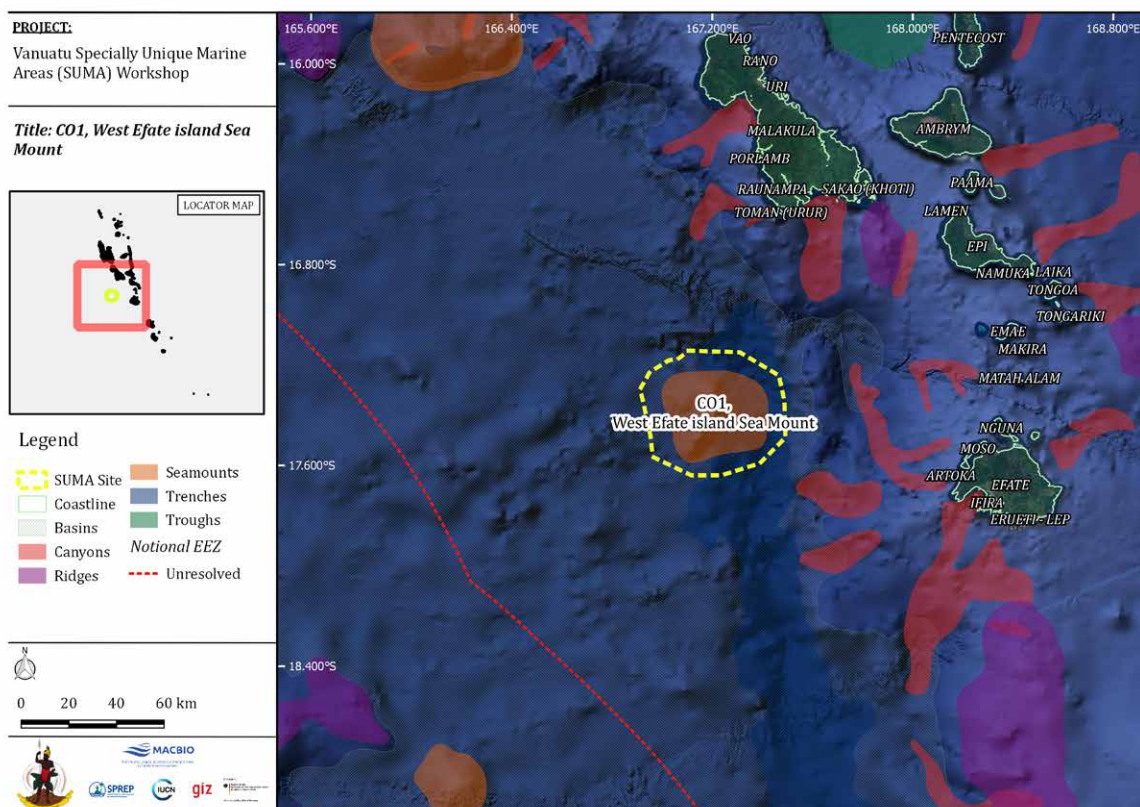 PROJECT:
Vanuatu Specially Unique Marine
Areas (SUMA) Workshop
Title: CO1, West Efate island Sea
Mount
LOCATOR MAP
Legend
SUMA Site
Coastline
Basins
Canyons
Ridges
Seamounts
Trenches
Troughs
Notional EEZ
Unresolved
N
0 20 40 60 km
MACBIO
SPREP
IUCN
giz
165.600°E
166.400°E
167.200°E
168.000°E
168.800°E
16.000°S
16.800°S
17.600°S
18.400°S
VAO
RANO
URI
MALAKULA
PORLAMB
RAUNAMPA
SAKAO (KHOTI)
TOMAN (URUR)
PENTECOST
AMBRYM
PAAMA
LAMEN
EPI
NAMUKA
LAIKA
TONGOA
TONGARIKI
EMAE
MAKIRA
MATAH ALAM
CO1,
West Efate island Sea Mount
NGUNA
MOSO
ARTOKA
EFATE
IFIRA
ERUETI - LEP